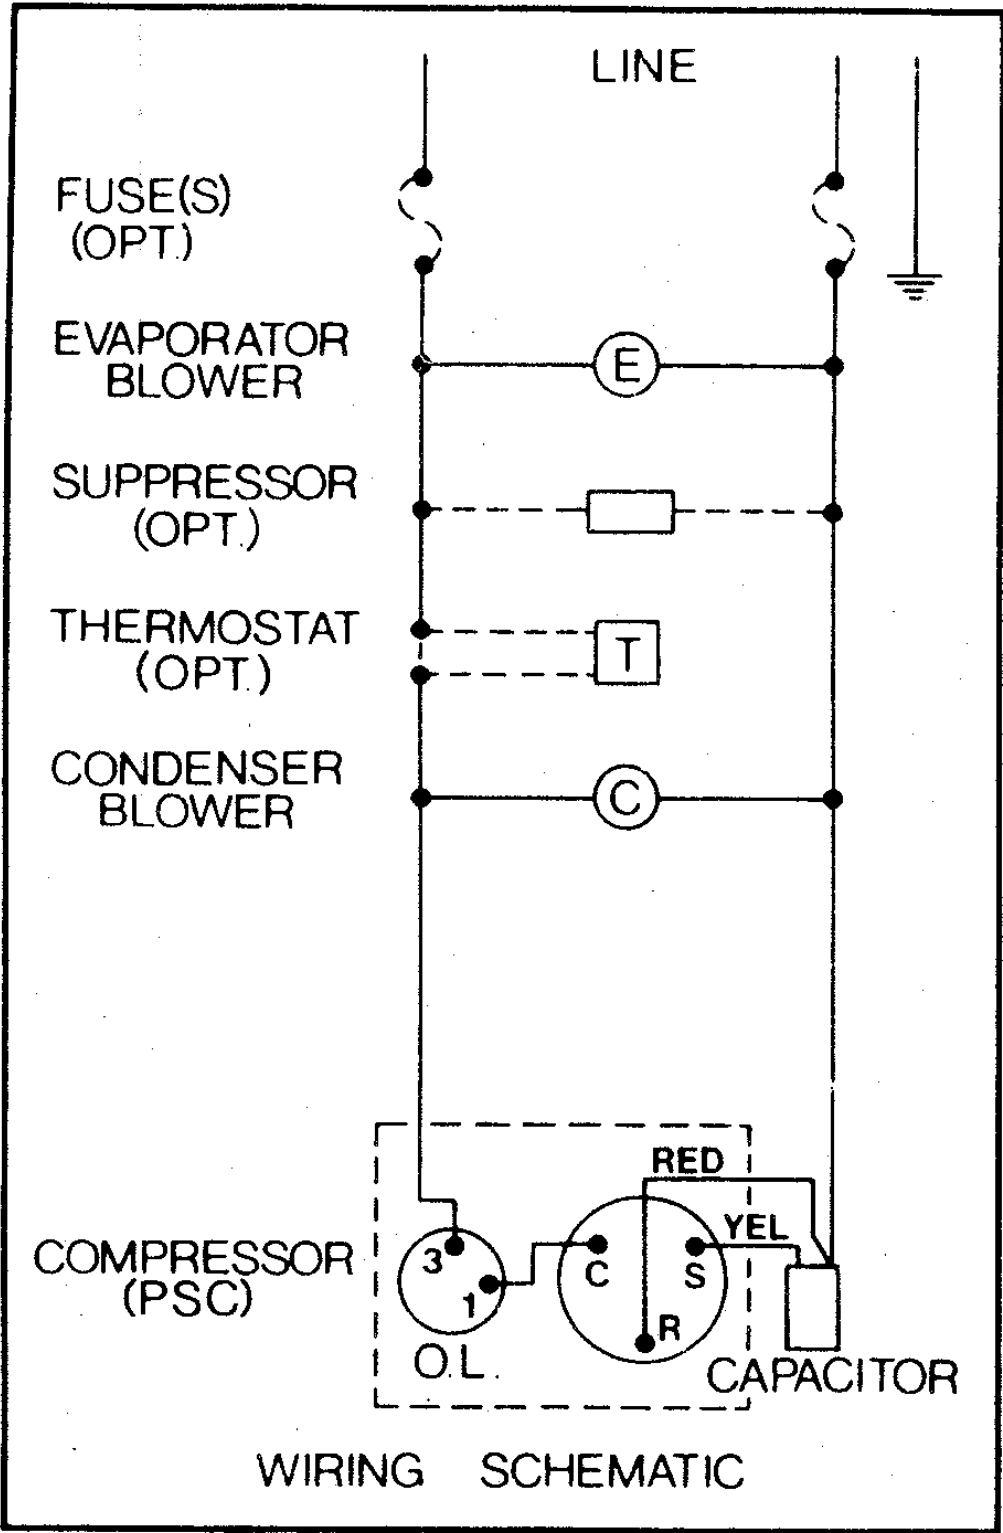 LINE
FUSE(S)
(OPT.)
EVAPORATOR
BLOWER
E
SUPPRESSOR
(OPT.)
THERMOSTAT
(OPT.)
T
CONDENSER
BLOWER
C
RED
YEL
COMPRESSOR
(PSC)
3
1
C
S
R
O.L.
CAPACITOR
WIRING SCHEMATIC